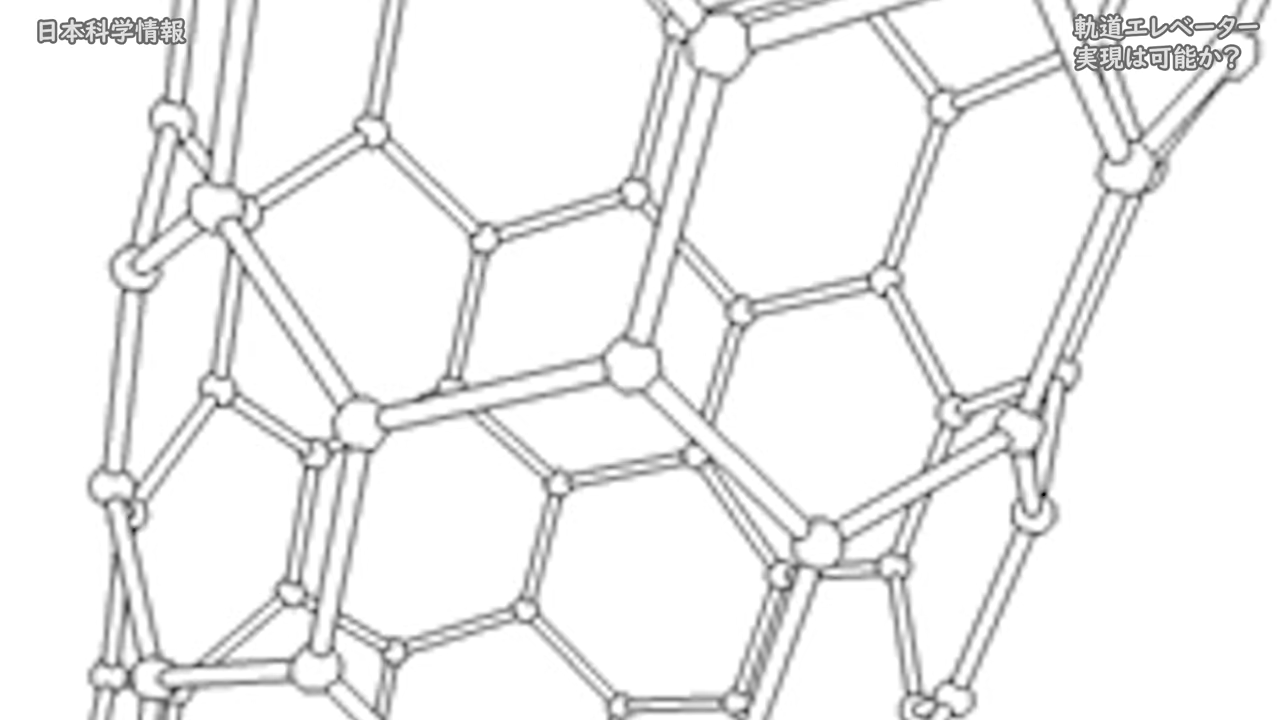 日本科学情報
軌道エレベーター
実現は可能か?